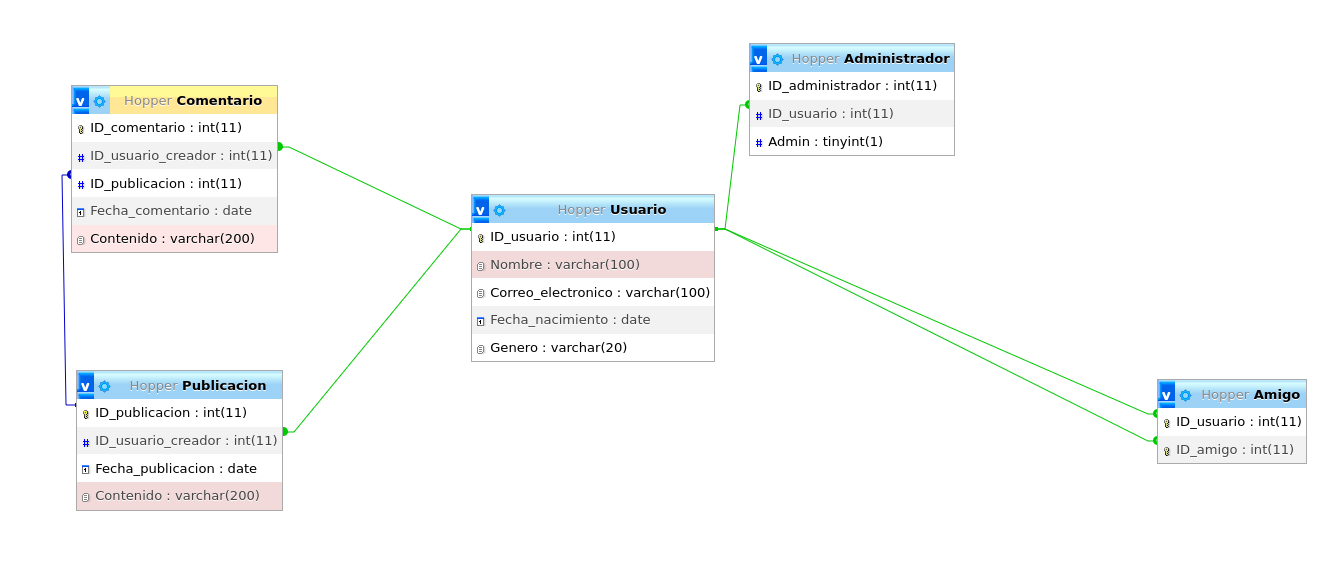 v Hopper Comentario
ID_comentario : int(11)
# ID_usuario_creador : int(11)
# ID_publicacion : int(11)
Fecha_comentario : date
Contenido : varchar(200)
v Hopper Publicacion
ID_publicacion : int(11)
# ID_usuario_creador : int(11)
Fecha_publicacion : date
Contenido : varchar(200)
v Hopper Usuario
ID_usuario : int(11)
Nombre : varchar(100)
Correo_electronico : varchar(100)
Fecha_nacimiento : date
Genero : varchar(20)
v Hopper Administrador
ID_administrador : int(11)
# ID_usuario : int(11)
# Admin : tinyint(1)
v Hopper Amigo
ID_usuario : int(11)
ID_amigo : int(11)